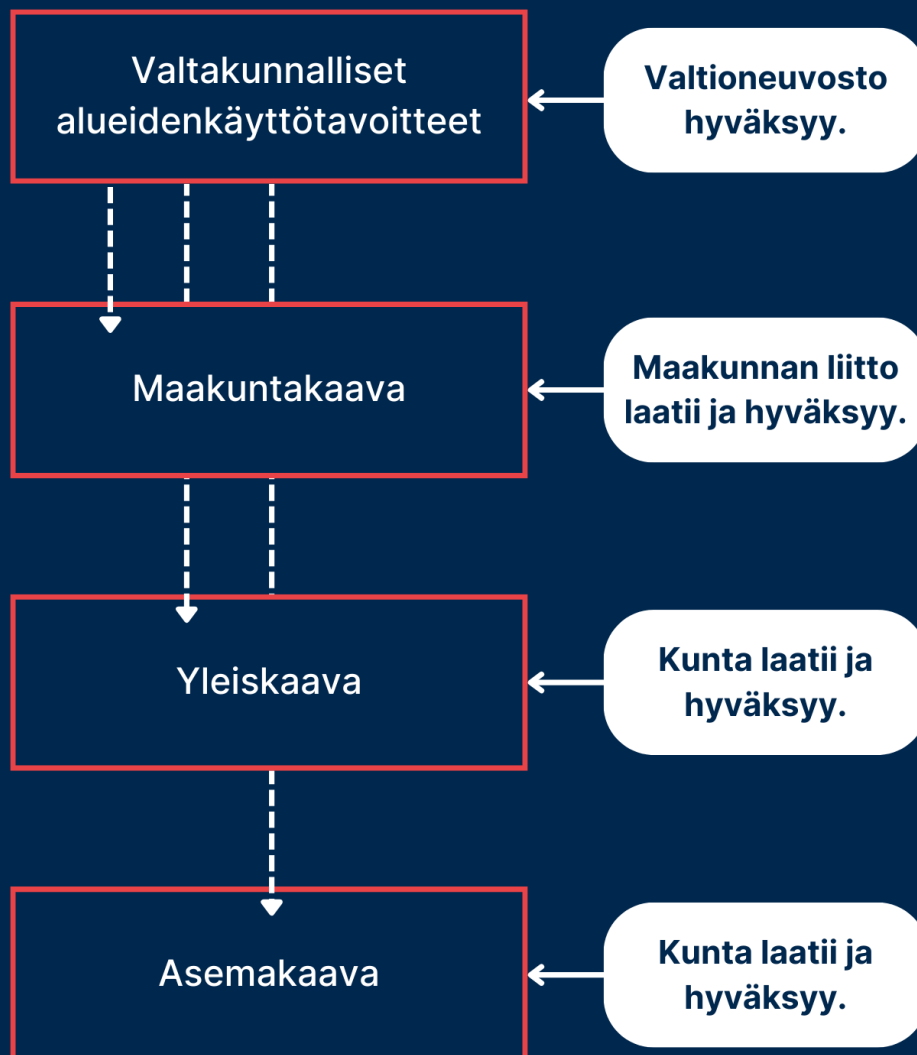 Valtakunnalliset
alueidenkäyttötavoitteet
Valtioneuvosto
hyväksyy.
Maakuntakaava
Maakunnan liitto
laatii ja hyväksyy.
Yleiskaava
Kunta laatii ja
hyväksyy.
Asemakaava
Kunta laatii ja
hyväksyy.